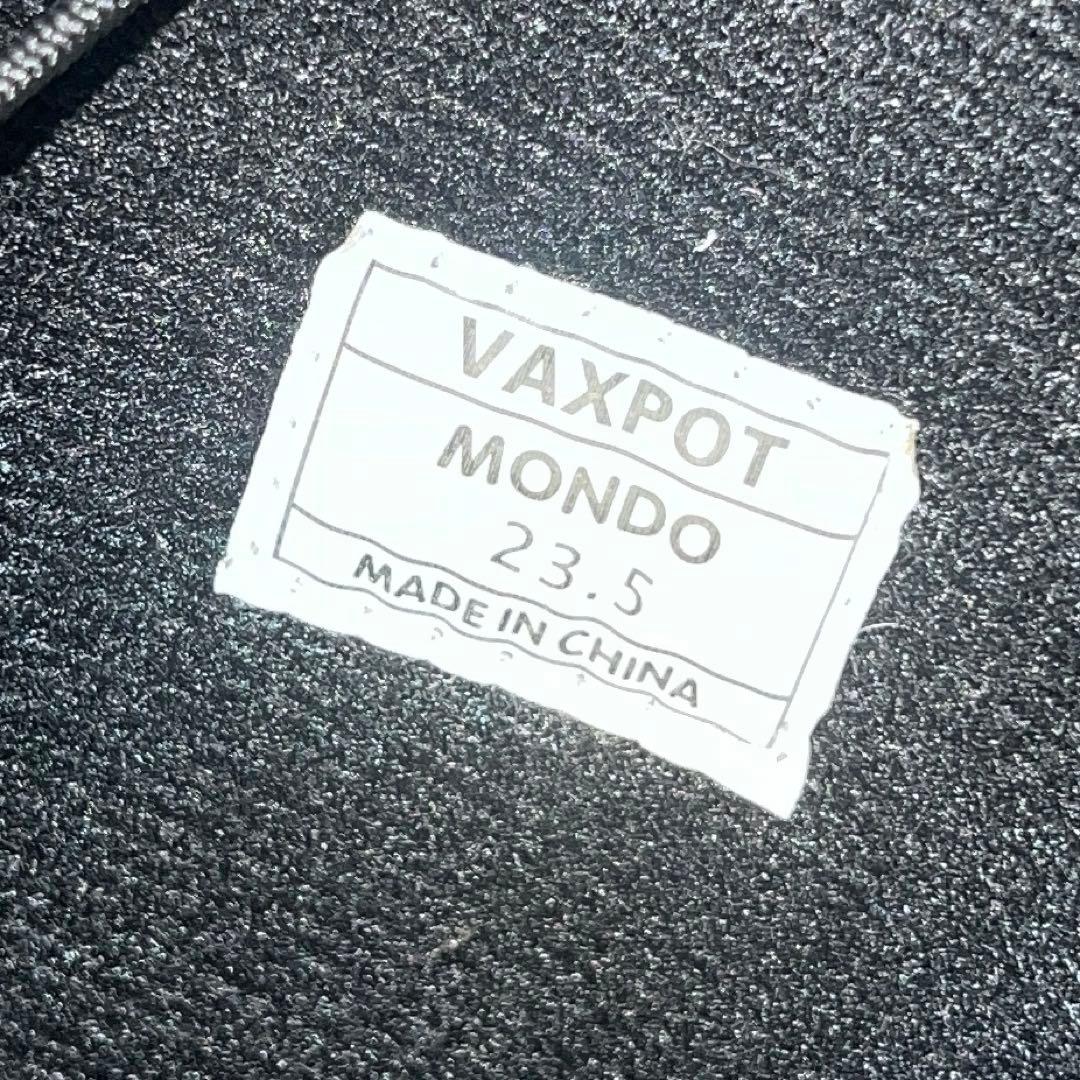 VAXPOT
MONDO
23.5
MADE IN CHINA